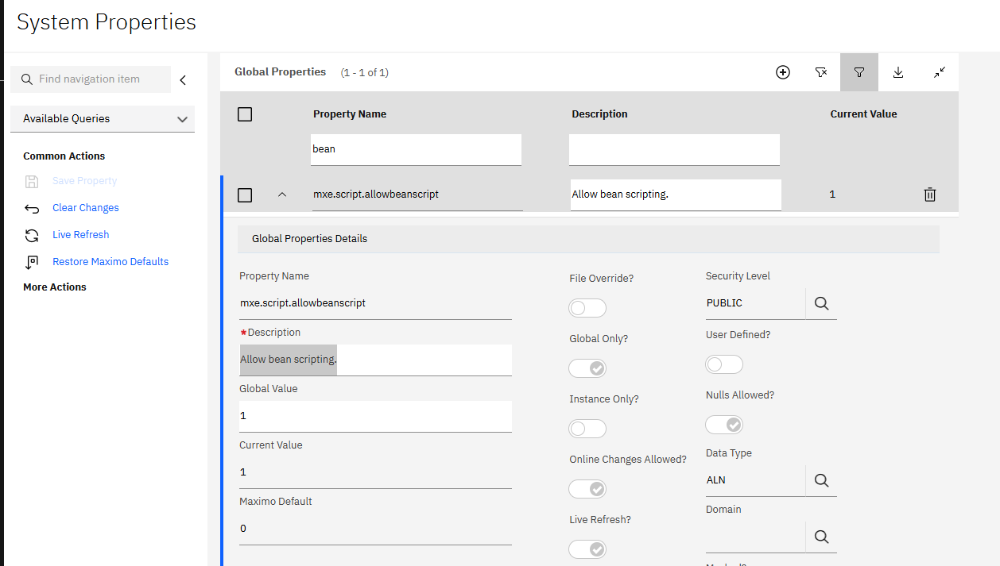 System Properties
Find navigation item
Available Queries
Common Actions
Save Property
Clear Changes
Live Refresh
Restore Maximo Defaults
More Actions
Global Properties (1 - 1 of 1)
Property Name Description Current Value
bean
mxe.script.allowbeanscript Allow bean scripting. 1
Global Properties Details
Property Name
mxe.script.allowbeanscript
*Description
Allow bean scripting.
Global Value
1
Current Value
1
Maximo Default
0
File Override?
Global Only?
Instance Only?
Online Changes Allowed?
Live Refresh?
Security Level
PUBLIC
User Defined?
Nulls Allowed?
Data Type
ALN
Domain